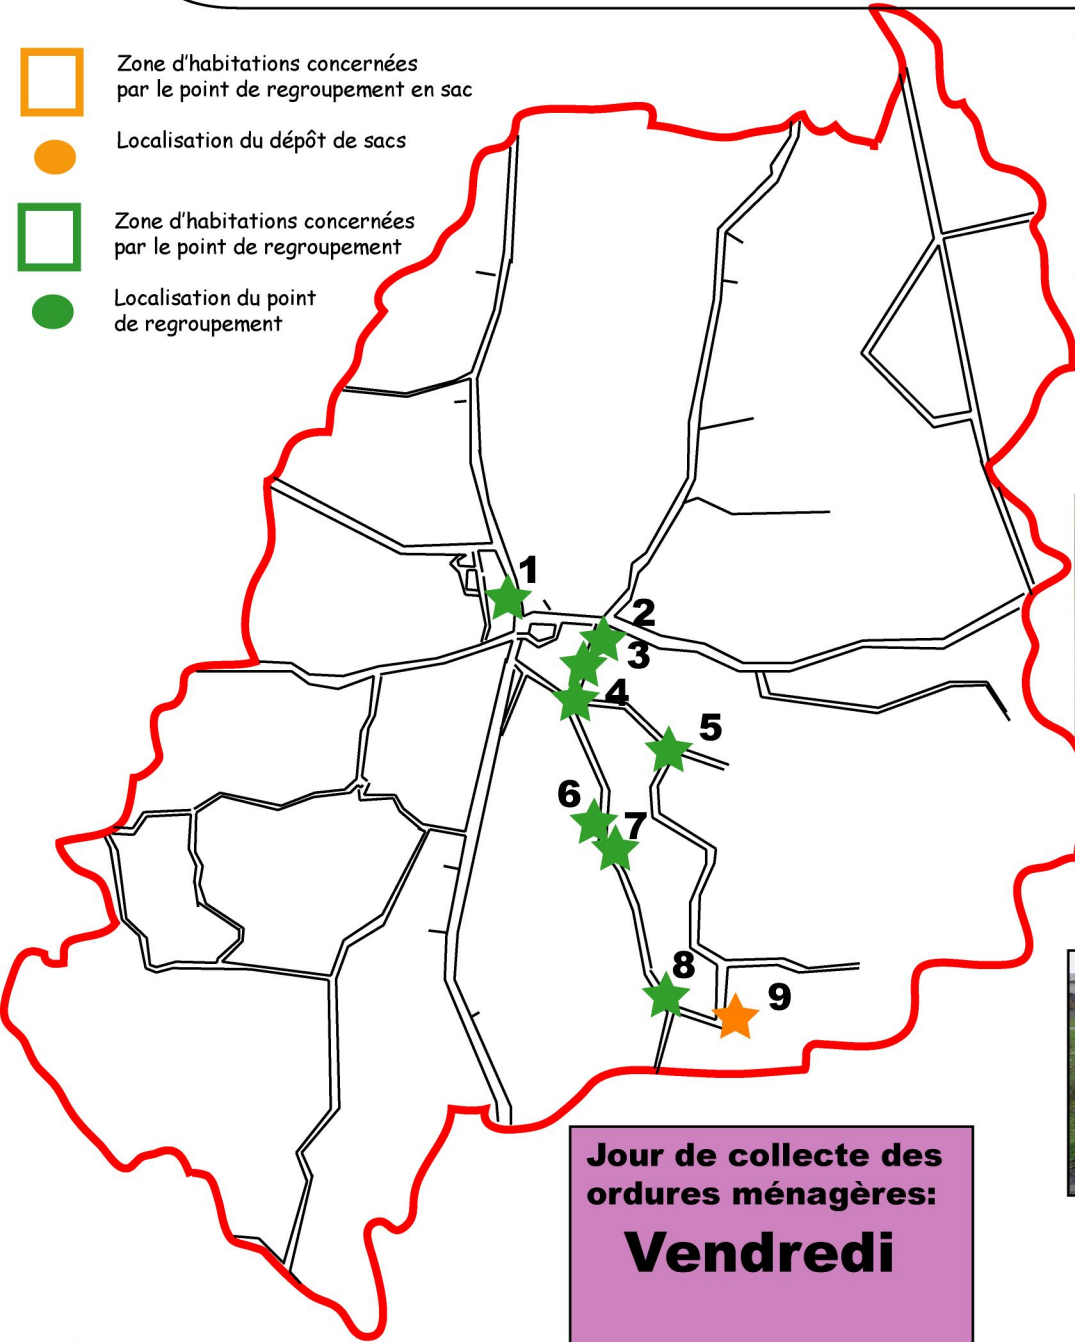 Zone d'habitations concernées
par le point de regroupement en sac
Localisation du dépôt de sacs
Zone d'habitations concernées
par le point de regroupement
Localisation du point
de regroupement
1
2
3
4
5
6
7
8
9
Jour de collecte des
ordures ménagères:
Vendredi